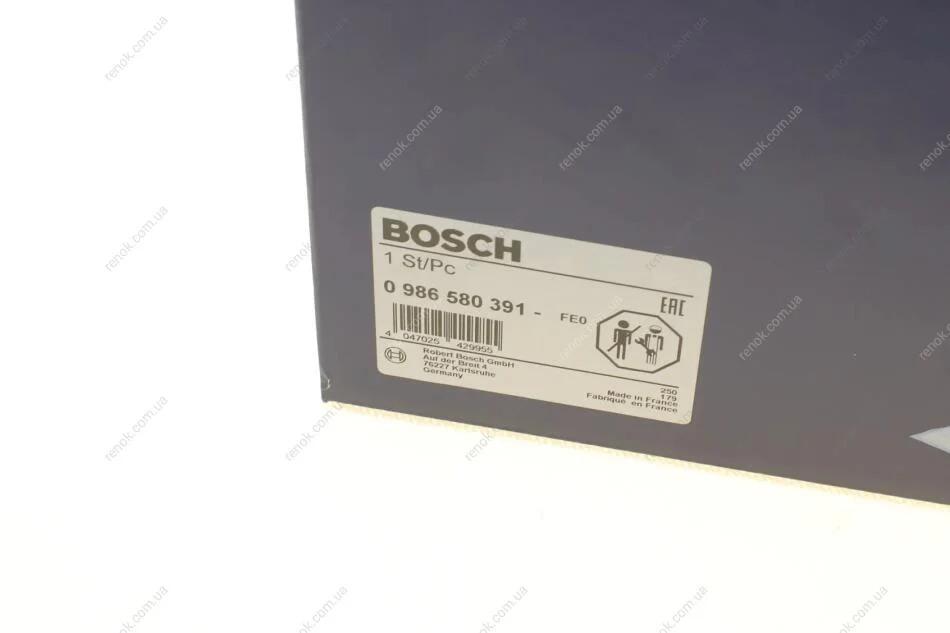 BOSCH
1 St/Pc
0 986 580 391 - FE0
EAC
4 047025 429955
Robert Bosch GmbH
Auf der Breit 4
76227 Karlsruhe
Germany
250
179
Made in France
Fabriqué en France
renok.com.ua